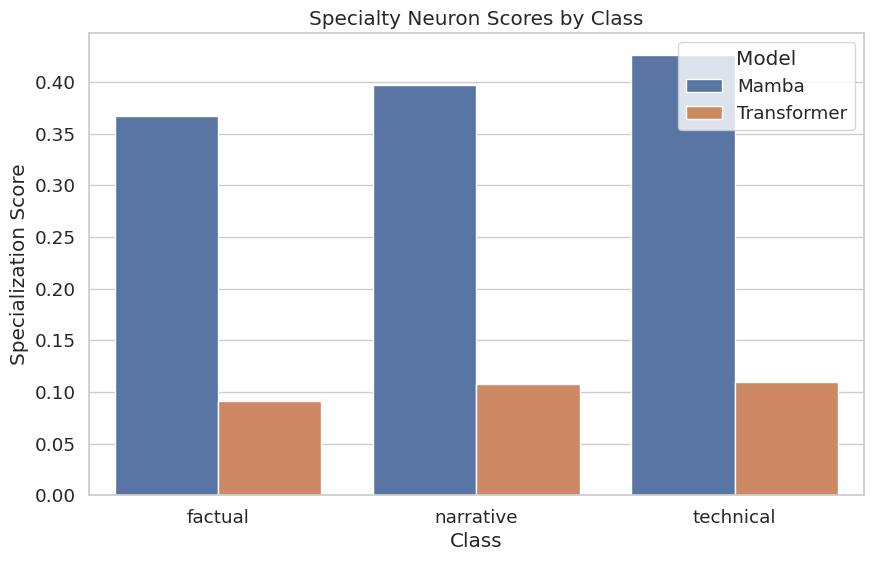 Specialty Neuron Scores by Class
Model
Mamba
Transformer
Specialization Score
0.40
0.35
0.30
0.25
0.20
0.15
0.10
0.05
0.00
factual
narrative
technical
Class